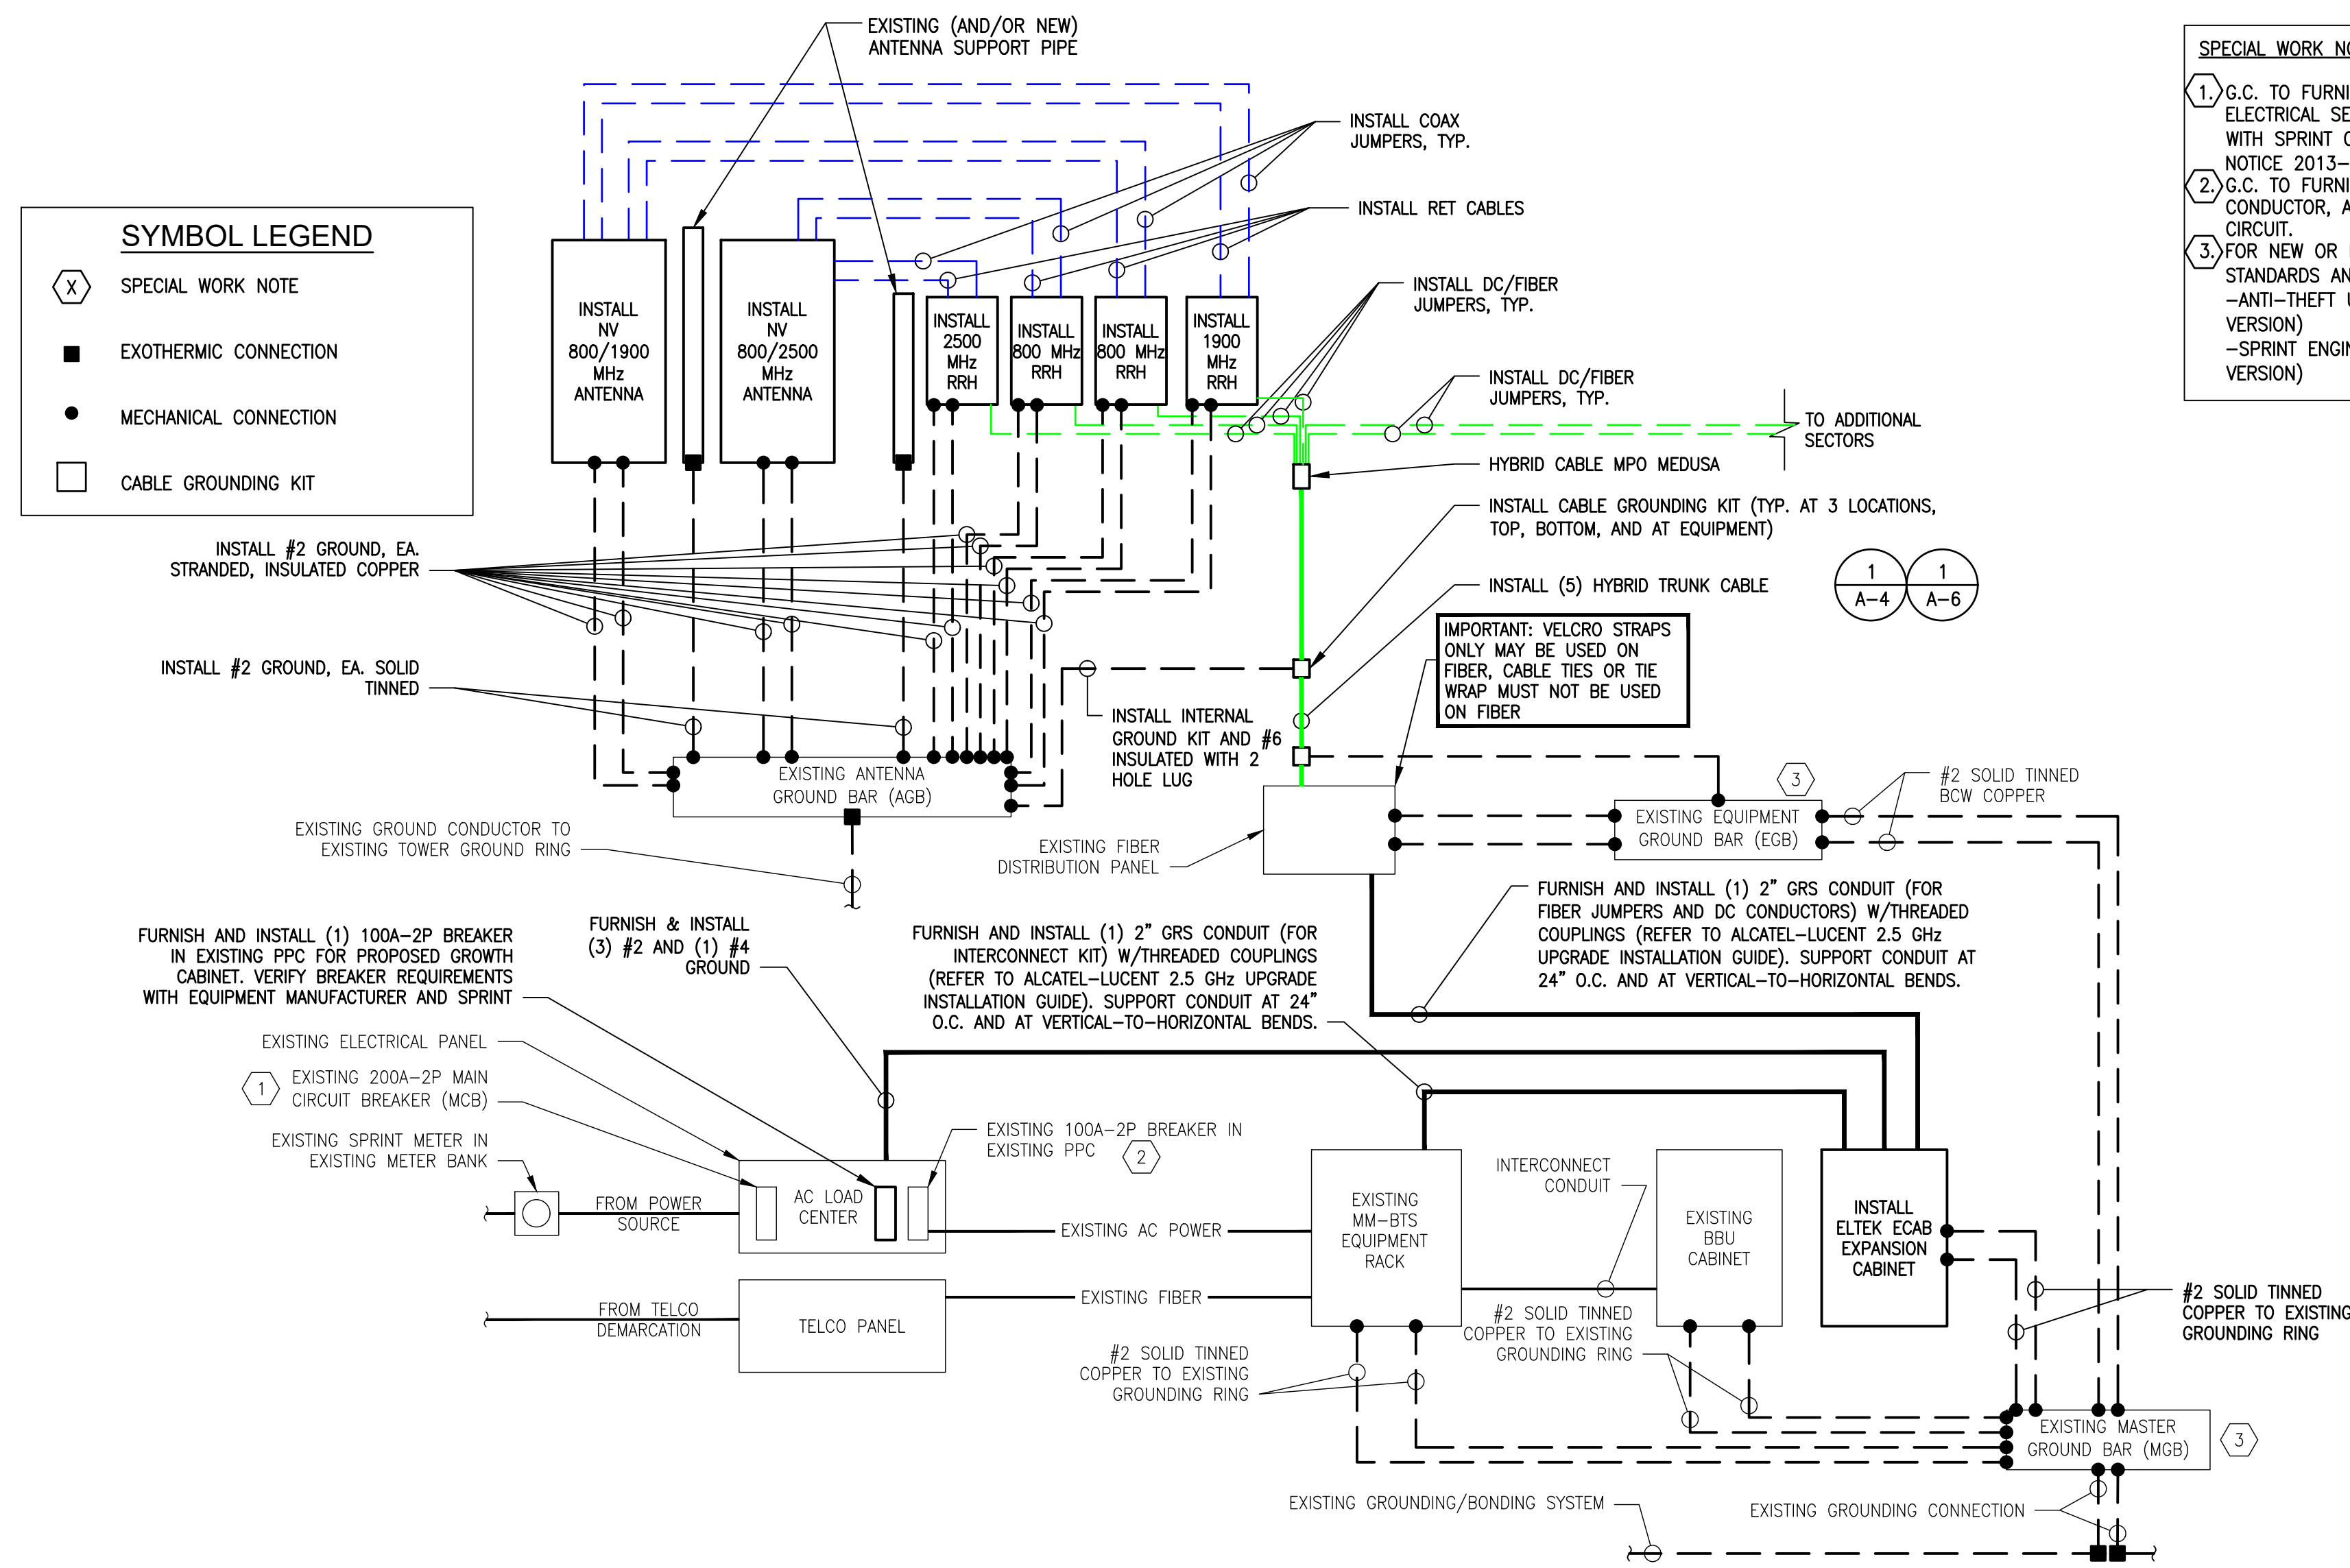 EXISTING (AND/OR NEW)
ANTENNA SUPPORT PIPE
SPECIAL WORK
1. G.C. TO
ELECTRICAL
WITH SPRINT
NOTICE 2013-
2. G.C. TO
CONDUCTOR,
CIRCUIT.
3. FOR NEW OR
STANDARDS
-ANTI-THEFT
VERSION)
-SPRINT
VERSION)
INSTALL COAX
JUMPERS, TYP.
INSTALL RET CABLES
INSTALL DC/FIBER
JUMPERS, TYP.
INSTALL DC/FIBER
JUMPERS, TYP.
TO ADDITIONAL
SECTORS
SYMBOL LEGEND
X SPECIAL WORK NOTE
EXOTHERMIC CONNECTION
MECHANICAL CONNECTION
CABLE GROUNDING KIT
INSTALL
NV
800/1900
MHz
ANTENNA
INSTALL
NV
800/2500
MHz
ANTENNA
INSTALL
2500
MHz
RRH
INSTALL
800 MHz
RRH
INSTALL
800 MHz
RRH
INSTALL
1900
MHz
RRH
HYBRID CABLE MPO MEDUSA
INSTALL CABLE GROUNDING KIT (TYP. AT 3 LOCATIONS,
TOP, BOTTOM, AND AT EQUIPMENT)
INSTALL (5) HYBRID TRUNK CABLE
1
A-4
1
A-6
INSTALL #2 GROUND, EA.
STRANDED, INSULATED COPPER
INSTALL #2 GROUND, EA. SOLID
TINNED
IMPORTANT: VELCRO STRAPS
ONLY MAY BE USED ON
FIBER, CABLE TIES OR TIE
WRAP MUST NOT BE USED
ON FIBER
INSTALL INTERNAL
GROUND KIT AND #6
INSULATED WITH 2
HOLE LUG
EXISTING ANTENNA
GROUND BAR (AGB)
EXISTING GROUND CONDUCTOR TO
EXISTING TOWER GROUND RING
EXISTING FIBER
DISTRIBUTION PANEL
3
EXISTING EQUIPMENT
GROUND BAR (EGB)
#2 SOLID TINNED
BCW COPPER
FURNISH AND INSTALL (1) 2" GRS CONDUIT (FOR
FIBER JUMPERS AND DC CONDUCTORS) W/THREADED
COUPLINGS (REFER TO ALCATEL-LUCENT 2.5 GHz
UPGRADE INSTALLATION GUIDE). SUPPORT CONDUIT AT
24" O.C. AND AT VERTICAL-TO-HORIZONTAL BENDS.
FURNISH AND INSTALL (1) 100A-2P BREAKER
IN EXISTING PPC FOR PROPOSED GROWTH
CABINET. VERIFY BREAKER REQUIREMENTS
WITH EQUIPMENT MANUFACTURER AND SPRINT
FURNISH & INSTALL
(3) #2 AND (1) #4
GROUND
FURNISH AND INSTALL (1) 2" GRS CONDUIT (FOR
INTERCONNECT KIT) W/THREADED COUPLINGS
(REFER TO ALCATEL-LUCENT 2.5 GHz UPGRADE
INSTALLATION GUIDE). SUPPORT CONDUIT AT 24"
O.C. AND AT VERTICAL-TO-HORIZONTAL BENDS.
EXISTING ELECTRICAL PANEL
1
EXISTING 200A-2P MAIN
CIRCUIT BREAKER (MCB)
EXISTING SPRINT METER IN
EXISTING METER BANK
FROM POWER
SOURCE
AC LOAD
CENTER
EXISTING 100A-2P BREAKER IN
EXISTING PPC
2
EXISTING AC POWER
FROM TELCO
DEMARCATION
TELCO PANEL
EXISTING FIBER
EXISTING
MM-BTS
EQUIPMENT
RACK
INTERCONNECT
CONDUIT
EXISTING
BBU
CABINET
INSTALL
ELTEK ECAB
EXPANSION
CABINET
#2 SOLID TINNED
COPPER TO EXISTING
GROUNDING RING
#2 SOLID TINNED
COPPER TO EXISTING
GROUNDING RING
#2 SOLID TINNED
COPPER TO EXISTING
GROUNDING RING
EXISTING MASTER
GROUND BAR (MGB)
3
EXISTING GROUNDING/BONDING SYSTEM
EXISTING GROUNDING CONNECTION